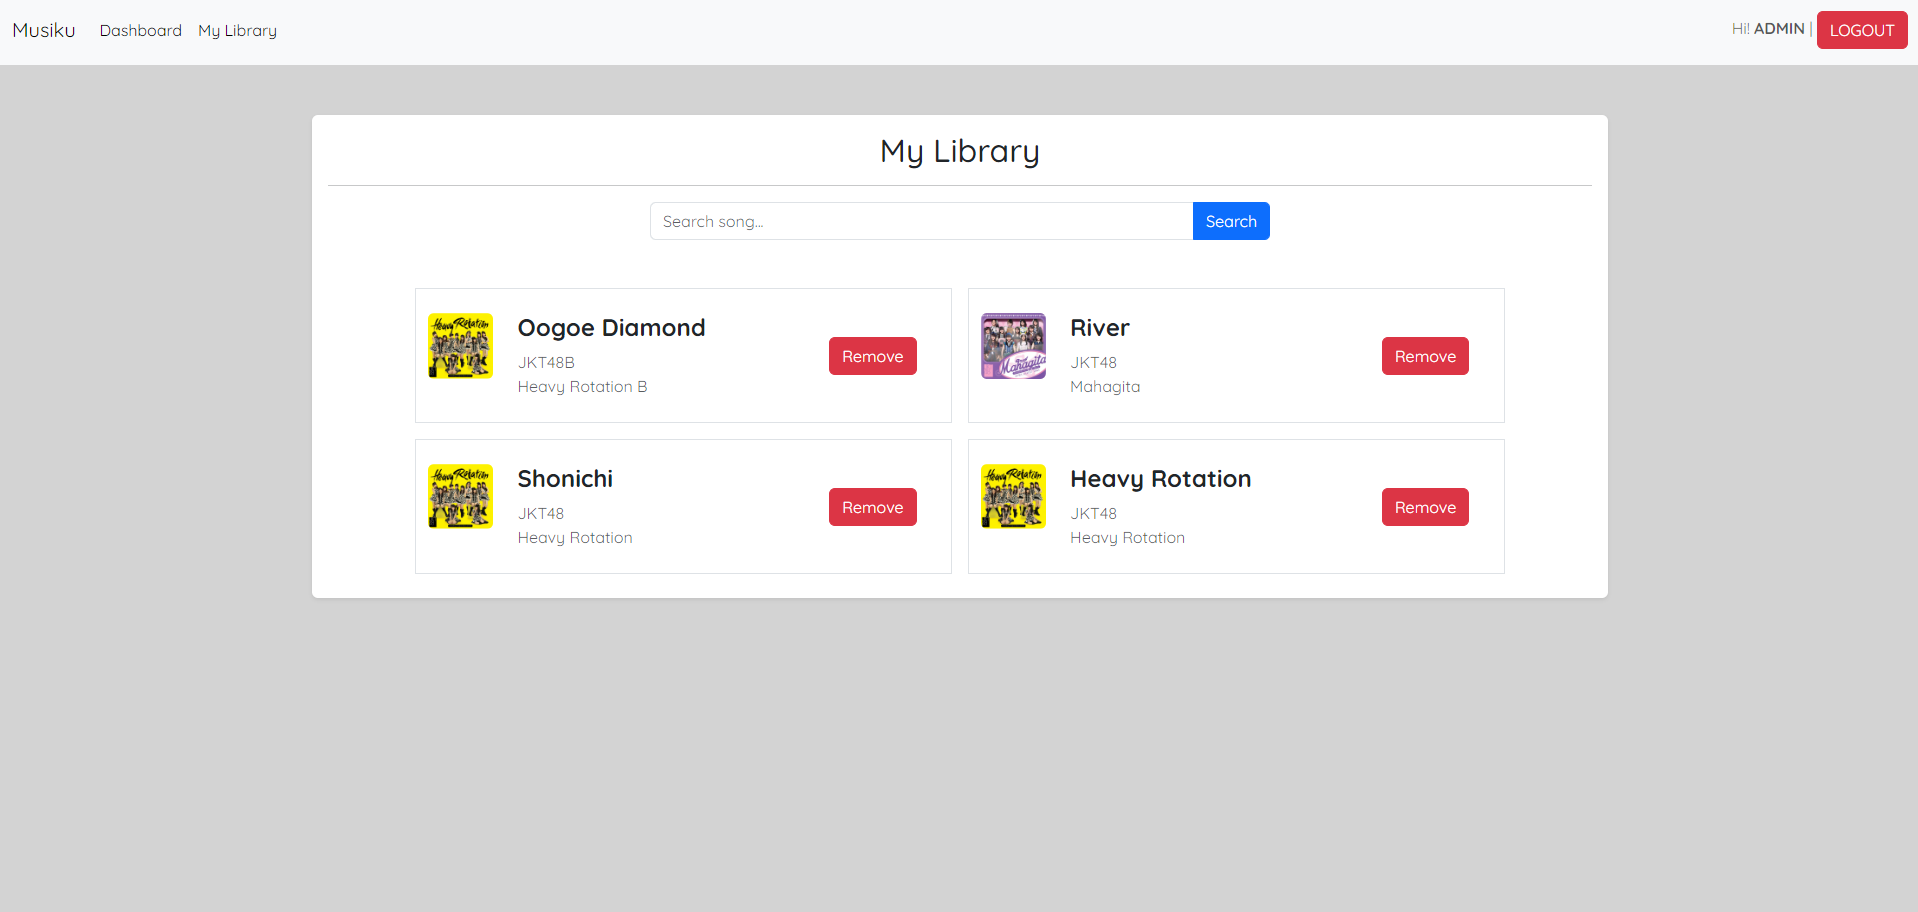 Musiku Dashboard My Library Hi! ADMIN | LOGOUT
My Library
Search song... Search
Heavy Rotation
Oogoe Diamond
JKT48B
Heavy Rotation B
Remove
Mahagita
River
JKT48
Mahagita
Remove
Heavy Rotation
Shonichi
JKT48
Heavy Rotation
Remove
Heavy Rotation
Heavy Rotation
JKT48
Heavy Rotation
Remove